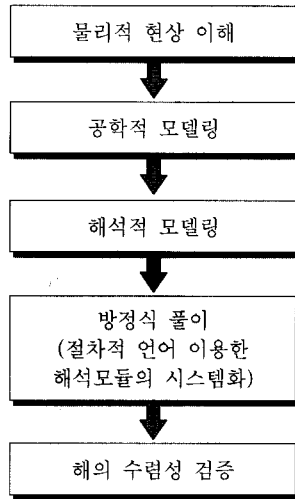 물리적 현상 이해
공학적 모델링
해석적 모델링
방정식 풀이
(절차적 언어 이용한
해석모듈의 시스템화)
해의 수렴성 검증